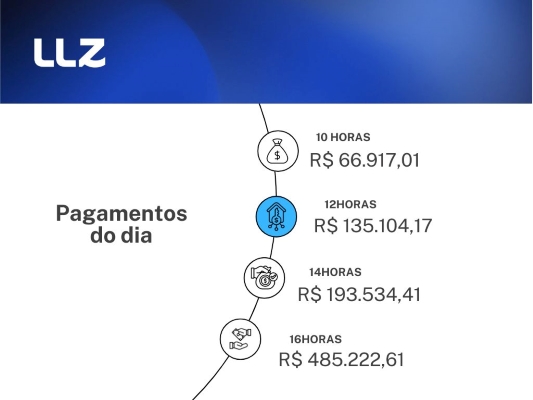 LLZ
Pagamentos
do dia
10 HORAS
R$ 66.917,01
12HORAS
R$ 135.104,17
14HORAS
R$ 193.534,41
16HORAS
R$ 485.222,61